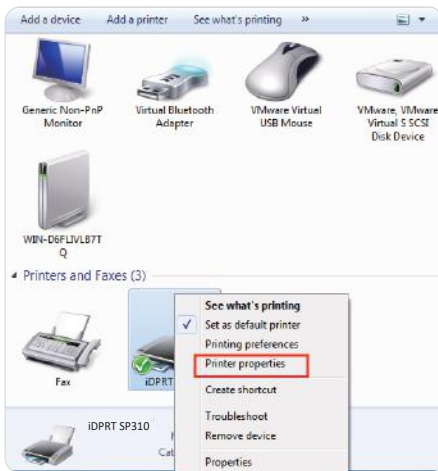 Add a device Add a printer See what's printing »
Generic Non-PnP
Monitor
Virtual Bluetooth
Adapter
VMware Virtual
USB Mouse
VMware, VMware
Virtual S SCSI
Disk Device
WIN-D6FLIVLB7T
Q
Printers and Faxes (3)
Fax
iDPRT
See what's printing
Set as default printer
Printing preferences
Printer properties
Create shortcut
Troubleshoot
Remove device
Properties
iDPRT SP310
Cat